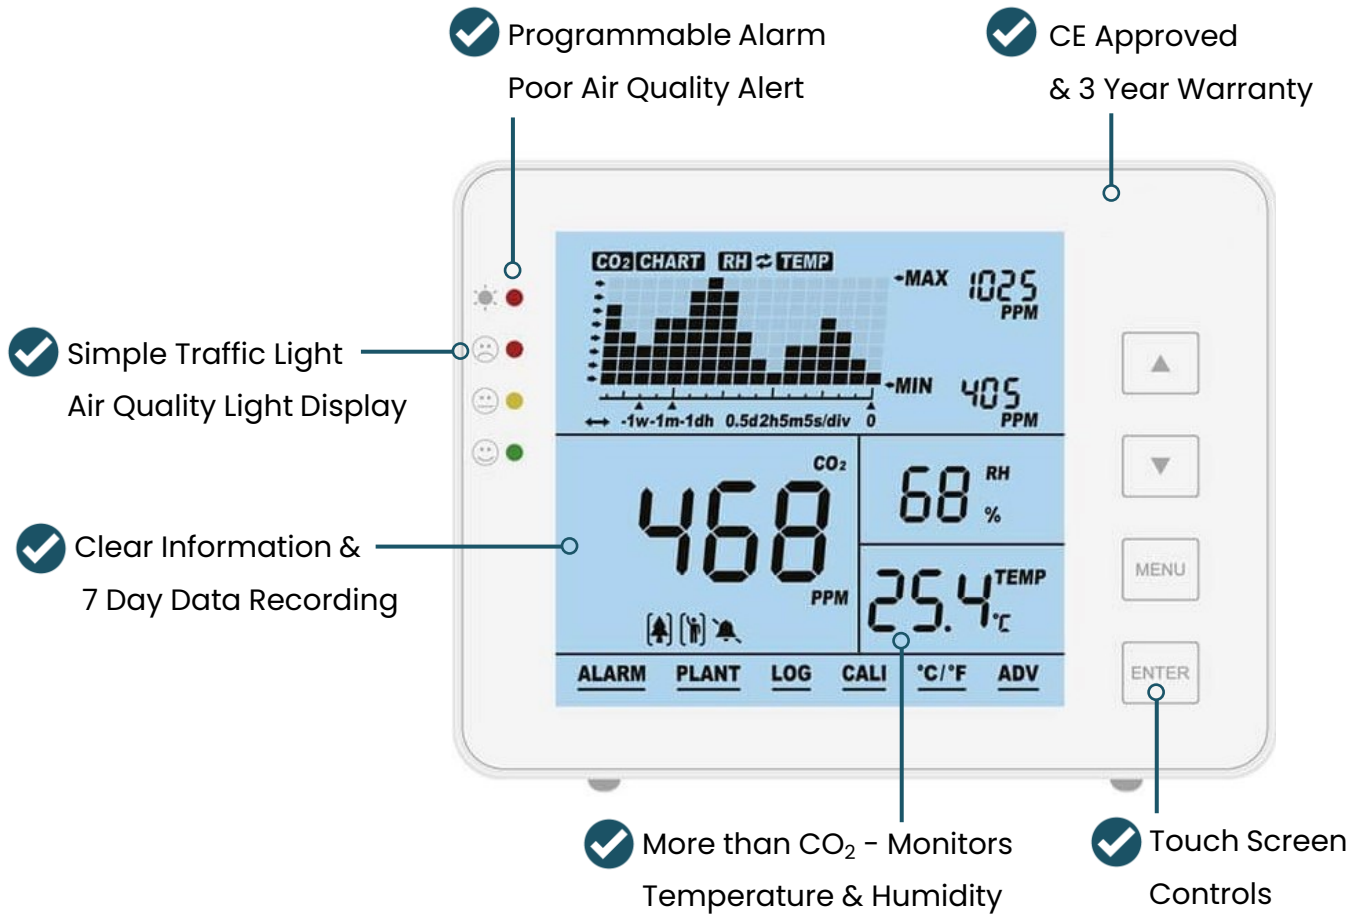 Programmable Alarm
Poor Air Quality Alert
CE Approved
& 3 Year Warranty
CO₂ CHART RH TEMP
MAX 1025
PPM
Simple Traffic Light
Air Quality Light Display
MIN 405
PPM
-1w-1m-1dh 0.5d2h5m5s/div 0
CO₂
468
PPM
68 RH
%
Clear Information &
7 Day Data Recording
25.4 TEMP
°C
MENU
ENTER
ALARM PLANT LOG CALI °C/°F ADV
More than CO₂ - Monitors
Temperature & Humidity
Touch Screen
Controls